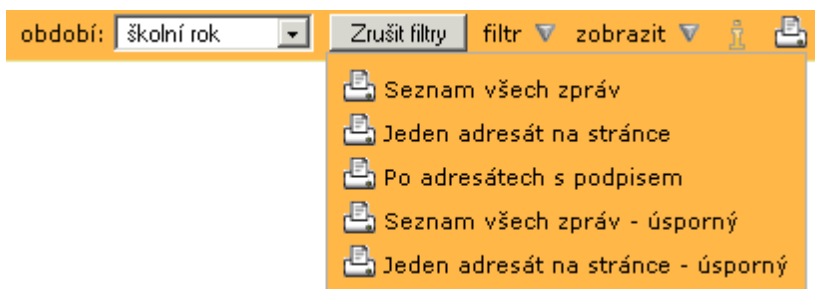 období: školní rok Zrušit filtry filtr zobrazit
Seznam všech zpráv
Jeden adresát na stránce
Po adresátech s podpisem
Seznam všech zpráv - úsporný
Jeden adresát na stránce - úsporný